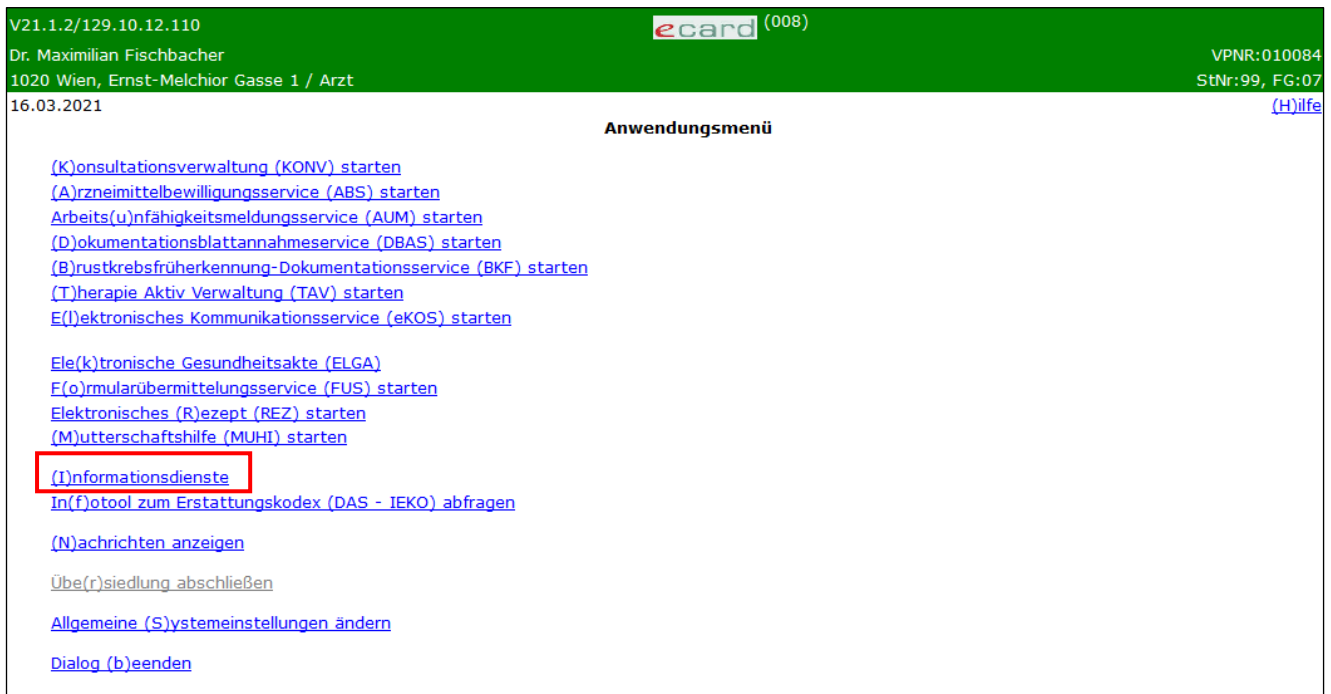 V21.1.2/129.10.12.110
ecard (008)
Dr. Maximilian Fischbacher
VPNR:010084
1020 Wien, Ernst-Melchior Gasse 1 / Arzt
StNr:99, FG:07
16.03.2021
(H)ilfe
Anwendungsmenü
(K)onsultationsverwaltung (KONV) starten
(A)rzneimittelbewilligungsservice (ABS) starten
Arbeits(u)nfähigkeitsmeldungsservice (AUM) starten
(D)okumentationsblattannahmeservice (DBAS) starten
(B)rustkrebsfrüherkennung-Dokumentationsservice (BKF) starten
(T)herapie Aktiv Verwaltung (TAV) starten
E(l)ektronisches Kommunikationsservice (eKOS) starten
Ele(k)tronische Gesundheitsakte (ELGA)
F(o)rmularübermittelungsservice (FUS) starten
Elektronisches (R)ezept (REZ) starten
(M)utterschaftshilfe (MUHI) starten
(I)nformationsdienste
In(f)otool zum Erstattungskodex (DAS - IEKO) abfragen
(N)achrichten anzeigen
Übe(r)siedlung abschließen
Allgemeine (S)ystemeinstellungen ändern
Dialog (b)eenden